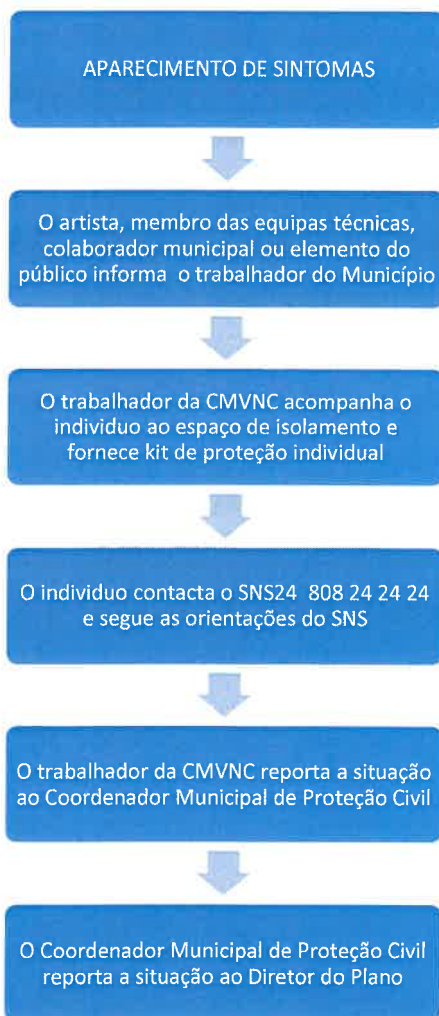 APARECIMENTO DE SINTOMAS
O artista, membro das equipas técnicas,
colaborador municipal ou elemento do
público informa o trabalhador do Município
O trabalhador da CMVNC acompanha o
individuo ao espaço de isolamento e
fornece kit de proteção individual
O individuo contacta o SNS24 808 24 24 24
e segue as orientações do SNS
O trabalhador da CMVNC reporta a situação
ao Coordenador Municipal de Proteção Civil
O Coordenador Municipal de Proteção Civil
reporta a situação ao Diretor do Plano